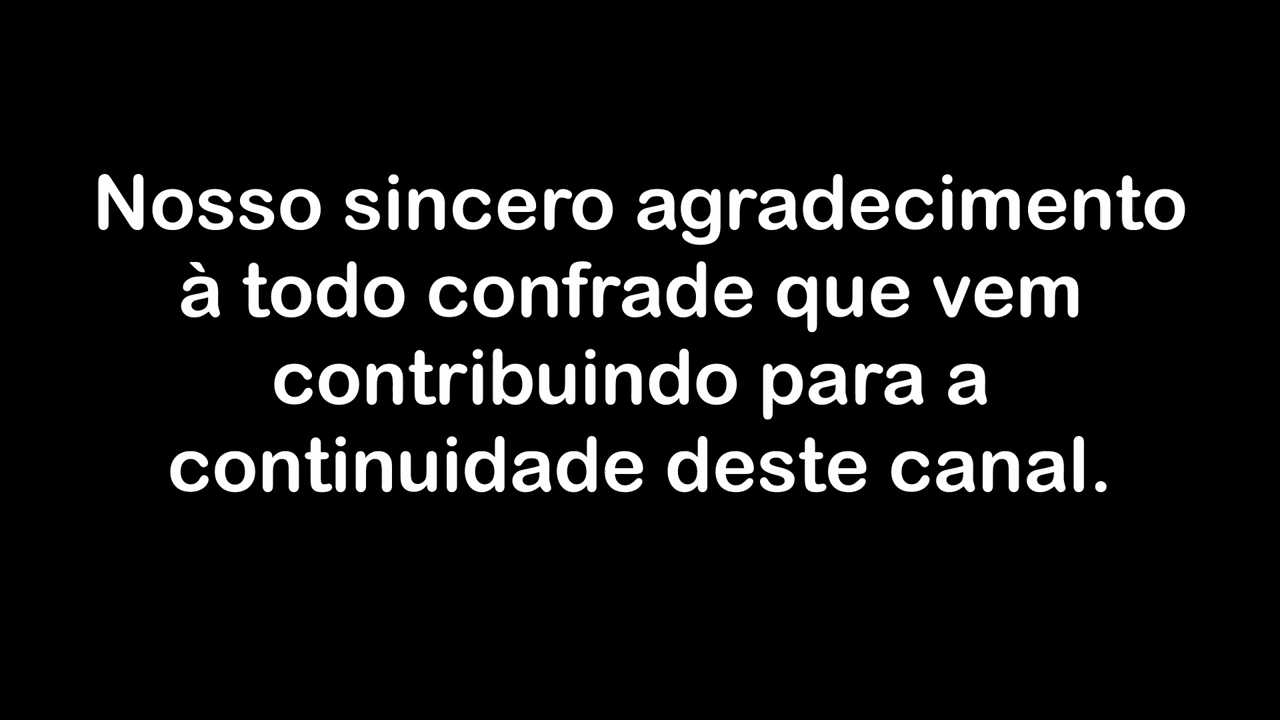 Nosso sincero agradecimento
à todo confrade que vem
contribuindo para a
continuidade deste canal.